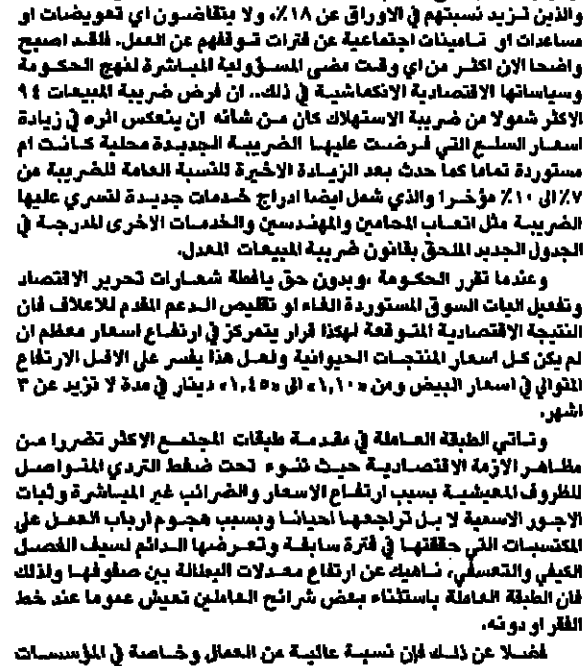 والذين تزيد نسبتهم في الاوراق عن ١٨٪، ولا يتقاضون اي تعويضات او
مساعدات او تامينات اجتماعية عن فترات توقفهم عن العمل. فلقد اصبح
واضحا الان اكثر من اي وقت مضى المسؤولية المباشرة لنهج الحكومة
وسياساتها الاقتصادية الانكماشية في ذلك.. ان فرض ضريبة المبيعات ٩٤
الاكثر شمولا من ضريبة الاستهلاك كان من شانه ان ينعكس اثره في زيادة
اسعار السلع التي فرضت عليها الضريبة الجديدة محلية كانت ام
مستوردة تماما كما حدث بعد الزيادة الاخيرة للنسبة العامة للضريبة من
٧٪ الى ١٠٪ مؤخرا والذي شمل ايضا ادراج خدمات جديدة لتسري عليها
الضريبة مثل اتعاب المحامين والمهندسين والخدمات الاخرى المدرجة في
الجدول الجديد الملحق بقانون ضريبة المبيعات المعدل.
وعندما تقرر الحكومة ،وبدون حق يافطة شعارات تحرير الاقتصاد
وتفعيل اليات السوق المستوردة الغاء او تقليص الدعم المقدم للاعلاف فان
النتيجة الاقتصادية المتوقعة لهكذا قرار يتمركز في ارتفاع اسعار معظم ان
لم يكن كل اسعار المنتجات الحيوانية ولعل هذا يفسر على الاقل الارتفاع
المتوالي في اسعار البيض ومن «١,١٠» الى «١,٤٥» دينار في مدة لا تزيد عن ٣
اشهر.
وتاتي الطبقة العاملة في مقدمة طبقات المجتمع الاكثر تضررا من
مظاهر الازمة الاقتصادية حيث تنوء تحت ضغط التردي المتواصل
للظروف المعيشية بسبب ارتفاع الاسعار والضرائب غير المباشرة وثبات
الاجور الاسمية لا بل تراجعها احيانا وبسبب هجوم ارباب العمل على
المكتسبات التي حققتها في فترة سابقة وتعرضها الدائم لسيف الفصل
الكيفي والتعسفي، ناهيك عن ارتفاع معدلات البطالة بين صفوفها ولذلك
فان الطبقة العاملة باستثناء بعض شرائح العاملين تعيش عموما عند خط
الفقر او دونه.
فضلا عن ذلك فإن نسبة عالية من العمال وخاصة في المؤسسات